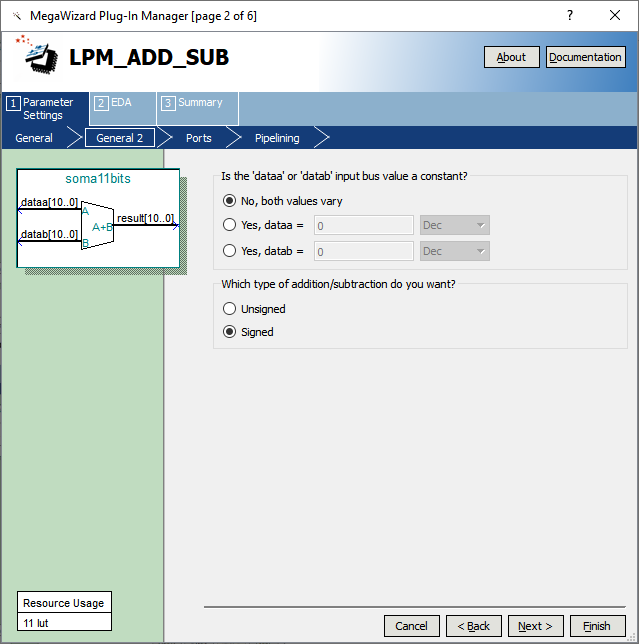 MegaWizard Plug-In Manager [page 2 of 6]
?
LPM_ADD_SUB
About
Documentation
1 Parameter Settings
2 EDA
3 Summary
General
General 2
Ports
Pipelining
soma11bits
dataa[10..0]
A
A+B
result[10..0]
datab[10..0]
B
Is the 'dataa' or 'datab' input bus value a constant?
No, both values vary
Yes, dataa = 0 Dec
Yes, datab = 0 Dec
Which type of addition/subtraction do you want?
Unsigned
Signed
Resource Usage
11 lut
Cancel
< Back
Next >
Finish